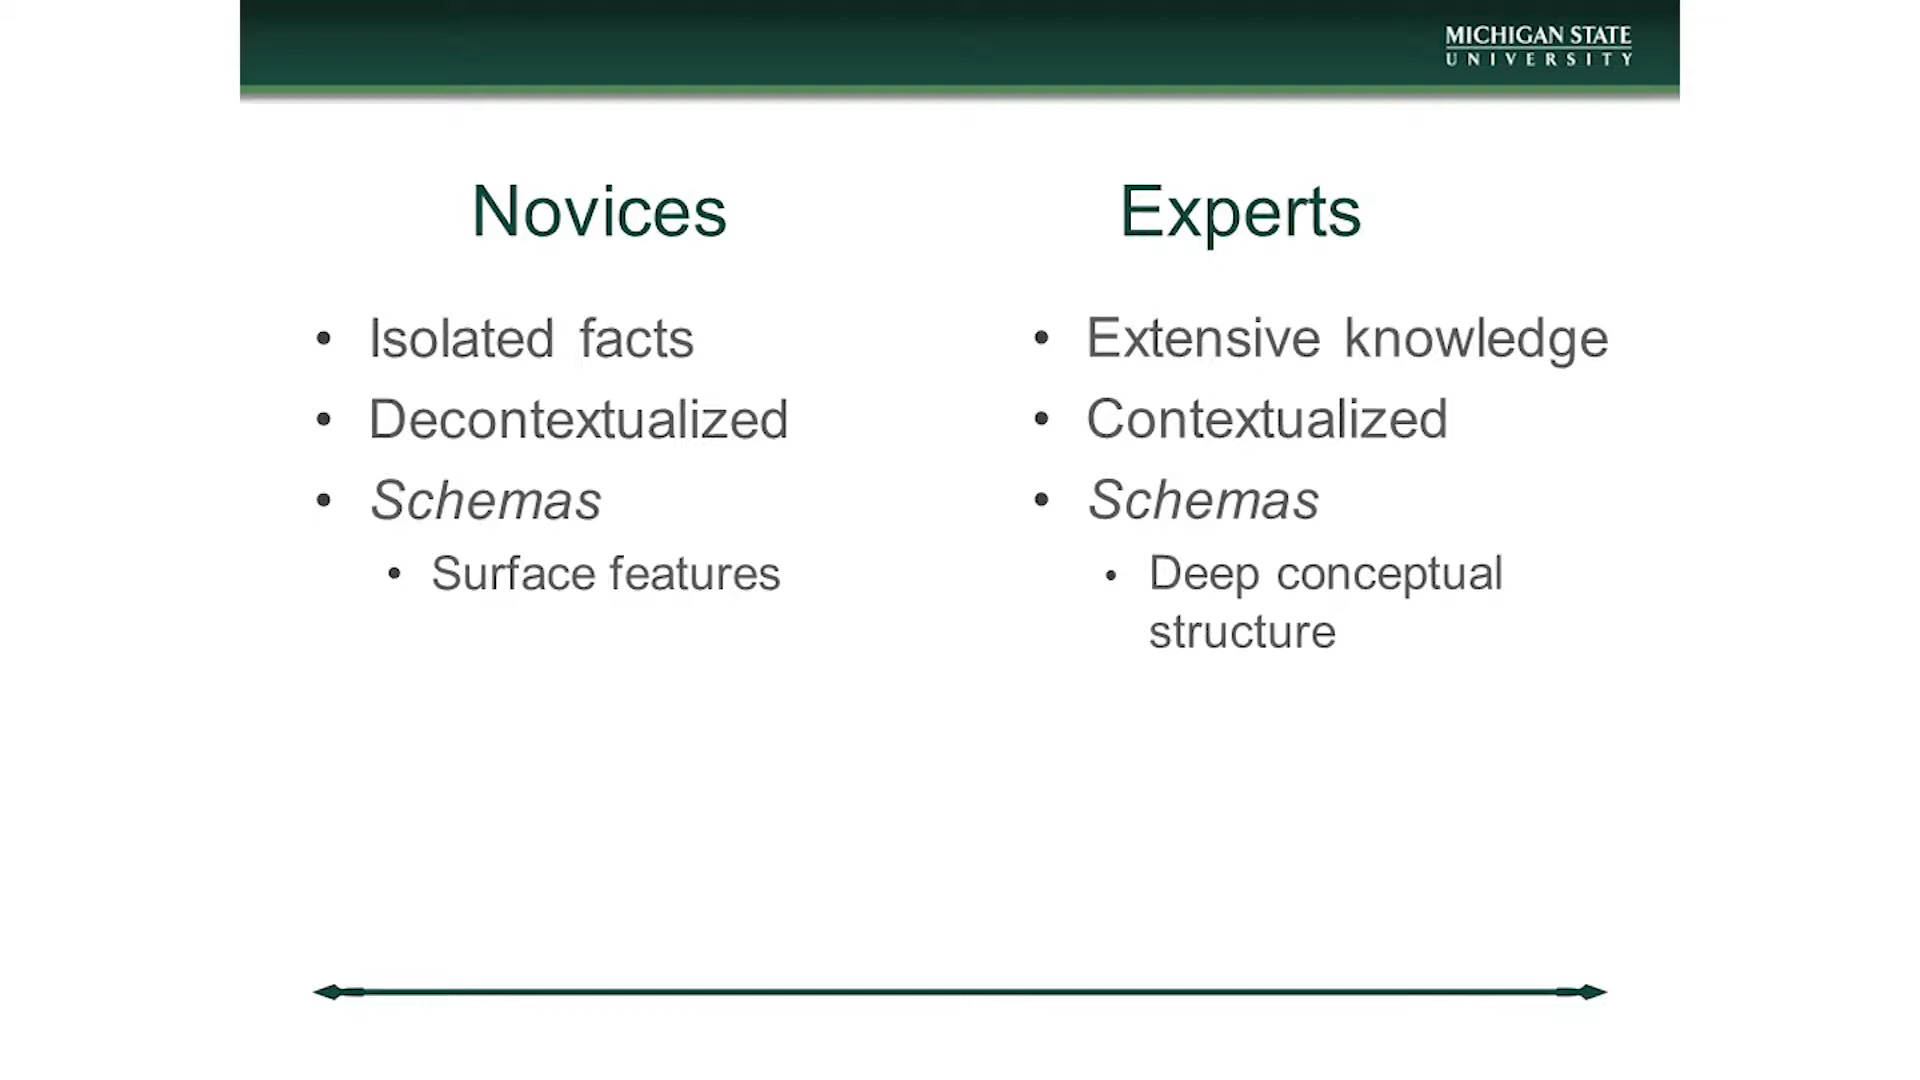 MICHIGAN STATE
UNIVERSITY
Novices
• Isolated facts
• Decontextualized
• Schemas
• Surface features
Experts
• Extensive knowledge
• Contextualized
• Schemas
• Deep conceptual
structure